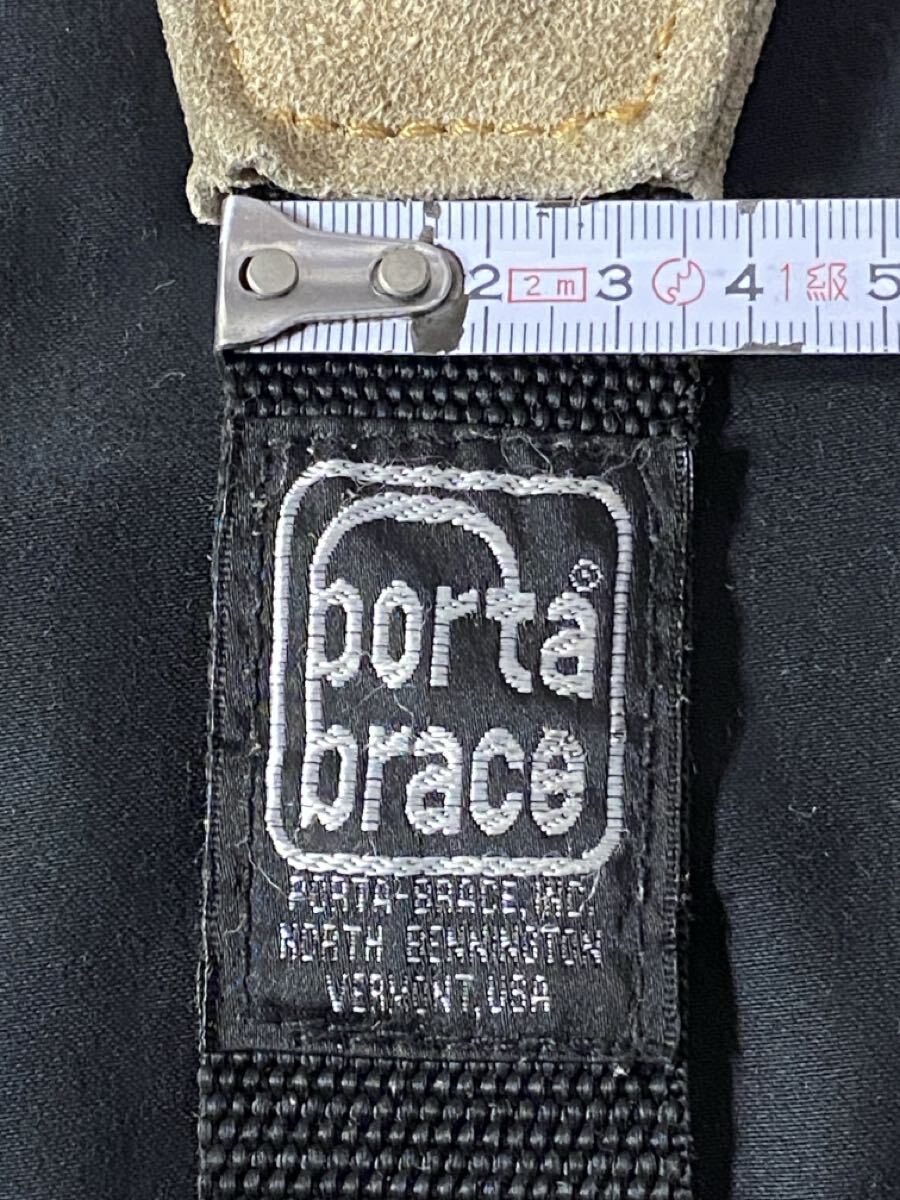 2 2m 3 4 1級 5
porta®
brace
PORTA-BRACE, INC.
NORTH BENNINGTON
VERMONT, USA